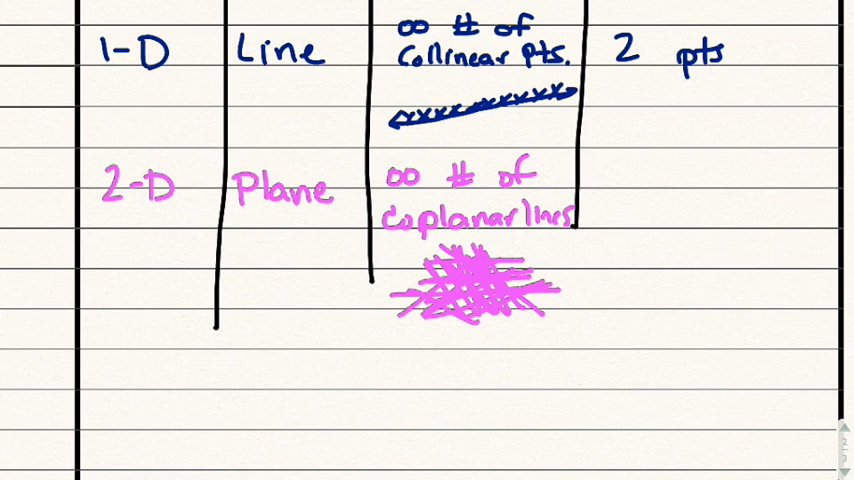 1-D Line ∞ # of Collinear Pts. 2 pts
2-D Plane ∞ # of coplanar lines